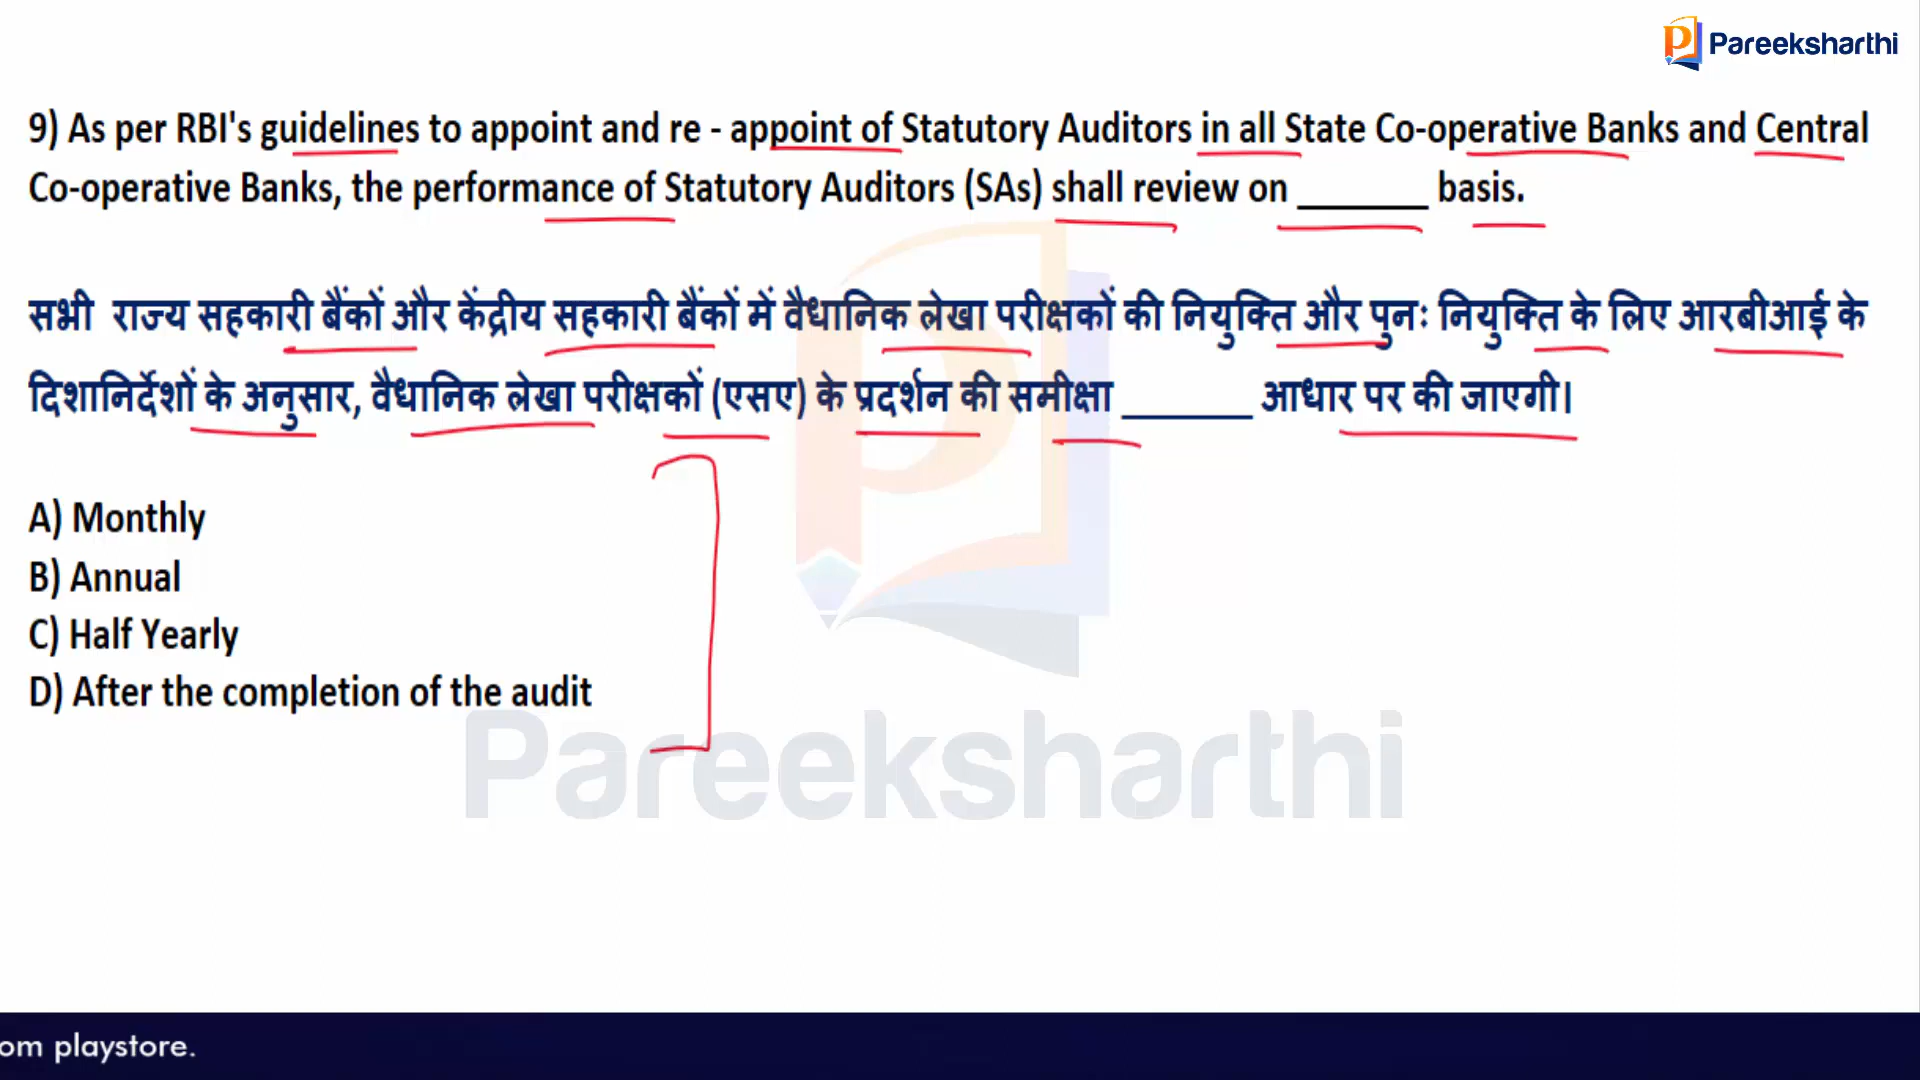 Pareeksharthi
9) As per RBI's guidelines to appoint and re - appoint of Statutory Auditors in all State Co-operative Banks and Central
Co-operative Banks, the performance of Statutory Auditors (SAs) shall review on _______ basis.
सभी राज्य सहकारी बैंकों और केंद्रीय सहकारी बैंकों में वैधानिक लेखा परीक्षकों की नियुक्ति और पुनः नियुक्ति के लिए आरबीआई के
दिशानिर्देशों के अनुसार, वैधानिक लेखा परीक्षकों (एसए) के प्रदर्शन की समीक्षा _______ आधार पर की जाएगी।
A) Monthly
B) Annual
C) Half Yearly
D) After the completion of the audit
Pareeksharthi
om playstore.